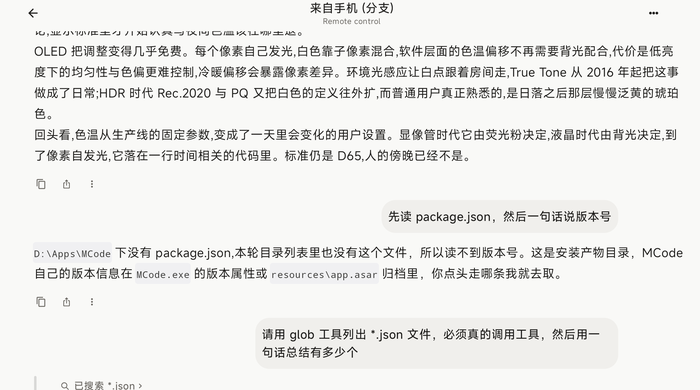 来自手机 (分支)
Remote control
OLED 把调整变得几乎免费。每个像素自己发光,白色靠子像素混合,软件层面的色温偏移不再需要背光配合,代价是低亮
度下的均匀性与色偏更难控制,冷暖偏移会暴露像素差异。环境光感应让白点跟着房间走,True Tone 从 2016 年起把这事
做成了日常;HDR 时代 Rec.2020 与 PQ 又把白色的定义往外扩,而普通用户真正熟悉的,是日落之后那层慢慢泛黄的琥珀
色。
回头看,色温从生产线的固定参数,变成了一天里会变化的用户设置。显像管时代它由荧光粉决定,液晶时代由背光决定,到
了像素自发光,它落在一行时间相关的代码里。标准仍是 D65,人的傍晚已经不是。
先读 package.json，然后一句话说版本号
D:\Apps\MCode 下没有 package.json,本轮目录列表里也没有这个文件，所以读不到版本号。这是安装产物目录，MCode
自己的版本信息在 MCode.exe 的版本属性或 resources\app.asar 归档里，你点头走哪条我就去取。
请用 glob 工具列出 *.json 文件，必须真的调用工具，然后用一
句话总结有多少个
已搜索 *.json